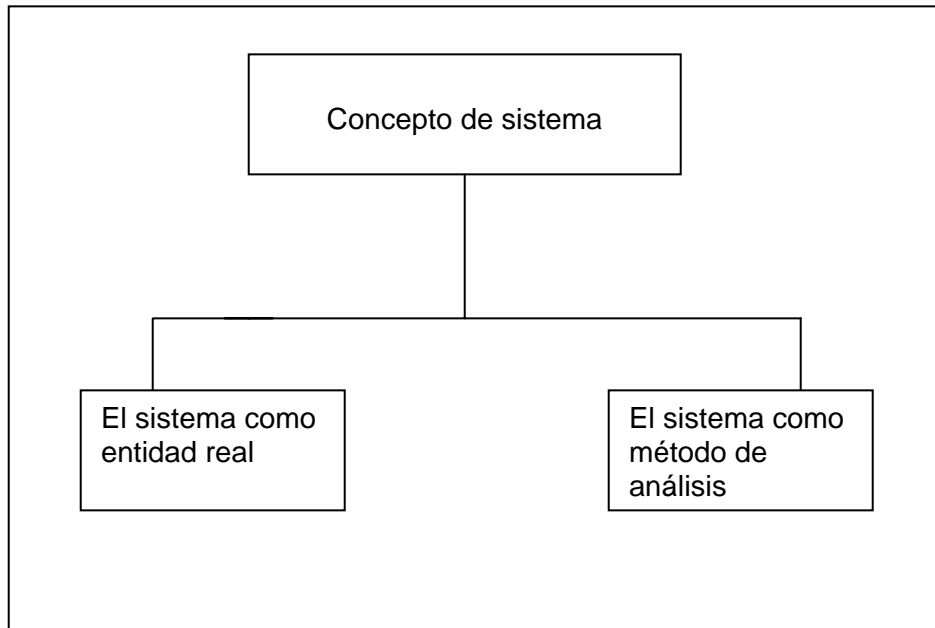 Concepto de sistema
El sistema como
entidad real
El sistema como
método de
análisis